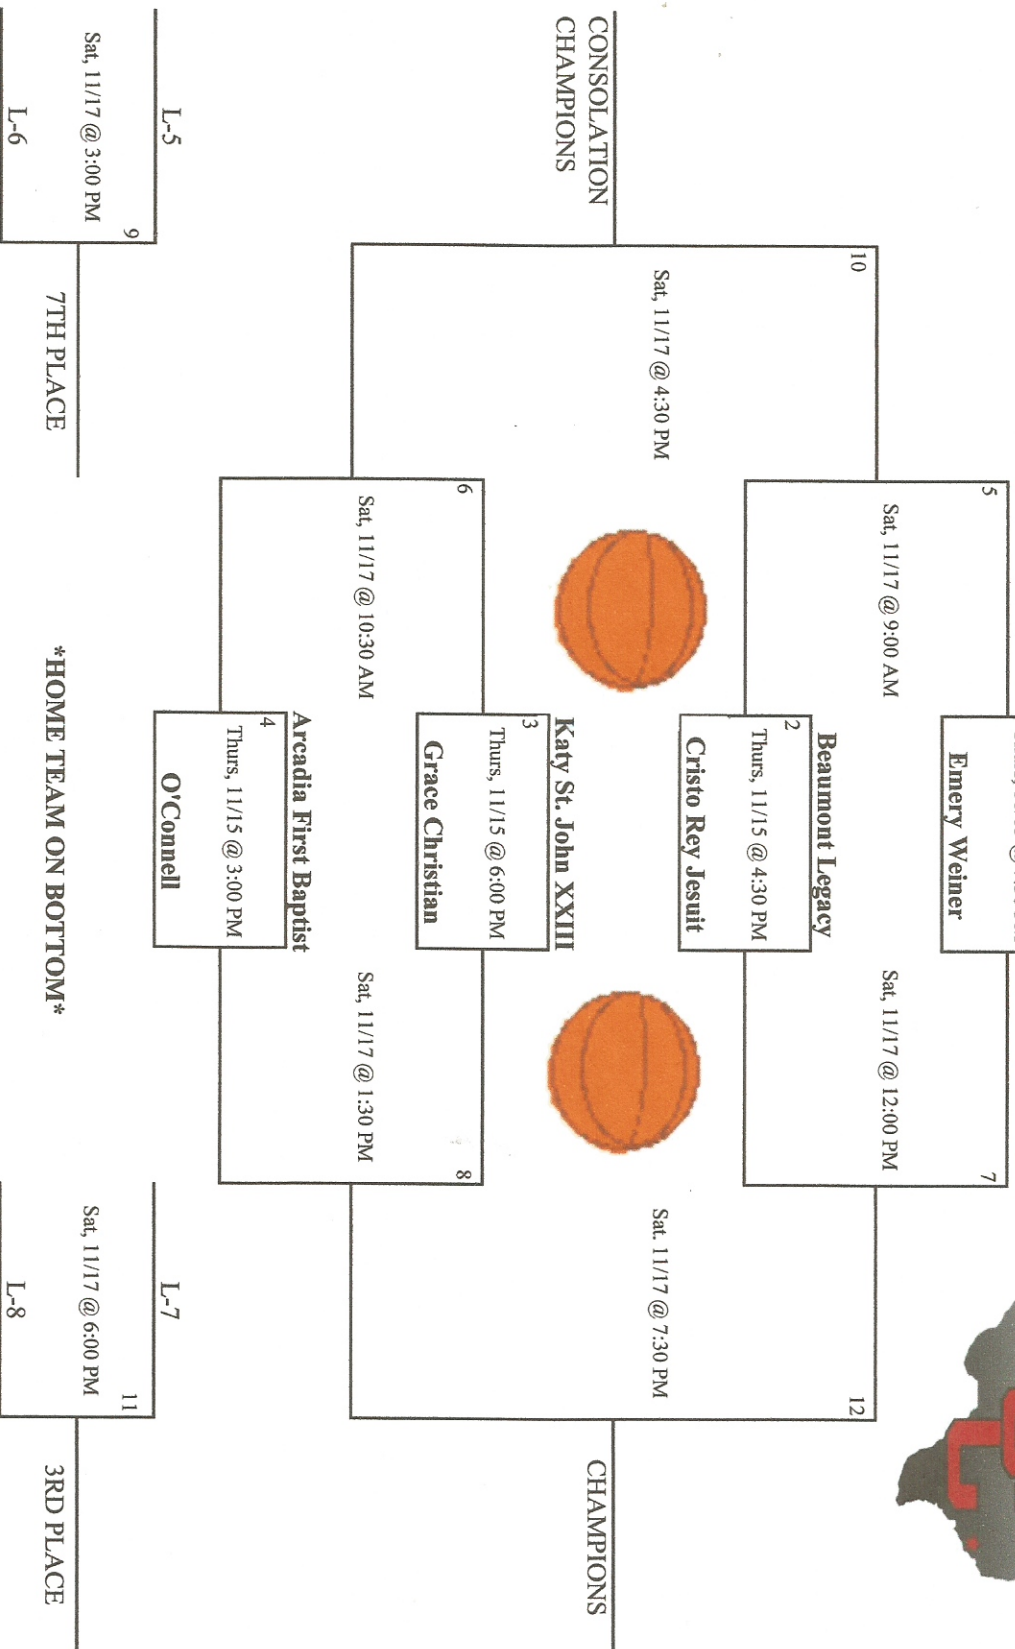 Emery Weiner
5
7
Sat, 11/17 @ 9:00 AM
Sat, 11/17 @ 12:00 PM
10
12
Beaumont Legacy
2
Thurs, 11/15 @ 4:30 PM
Cristo Rey Jesuit
Sat, 11/17 @ 4:30 PM
Sat. 11/17 @ 7:30 PM
CONSOLATION
CHAMPIONS
CHAMPIONS
Katy St. John XXIII
3
Thurs, 11/15 @ 6:00 PM
Grace Christian
6
8
Sat, 11/17 @ 10:30 AM
Sat, 11/17 @ 1:30 PM
Arcadia First Baptist
4
Thurs, 11/15 @ 3:00 PM
O'Connell
L-5
L-7
9
11
Sat, 11/17 @ 3:00 PM
Sat, 11/17 @ 6:00 PM
7TH PLACE
*HOME TEAM ON BOTTOM*
3RD PLACE
L-6
L-8